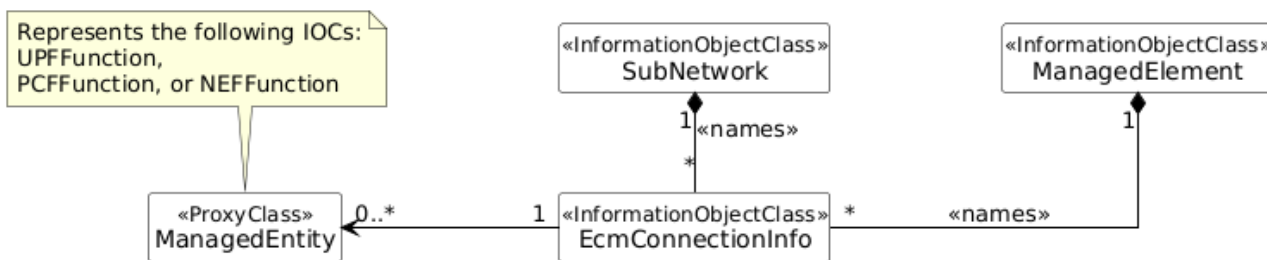 Represents the following IOCs:
UPFFunction,
PCFFunction, or NEFFunction
«InformationObjectClass»
SubNetwork
«InformationObjectClass»
ManagedElement
1
«names»
*
1
«ProxyClass»
ManagedEntity
0..*
1
«InformationObjectClass»
EcmConnectionInfo
*
«names»